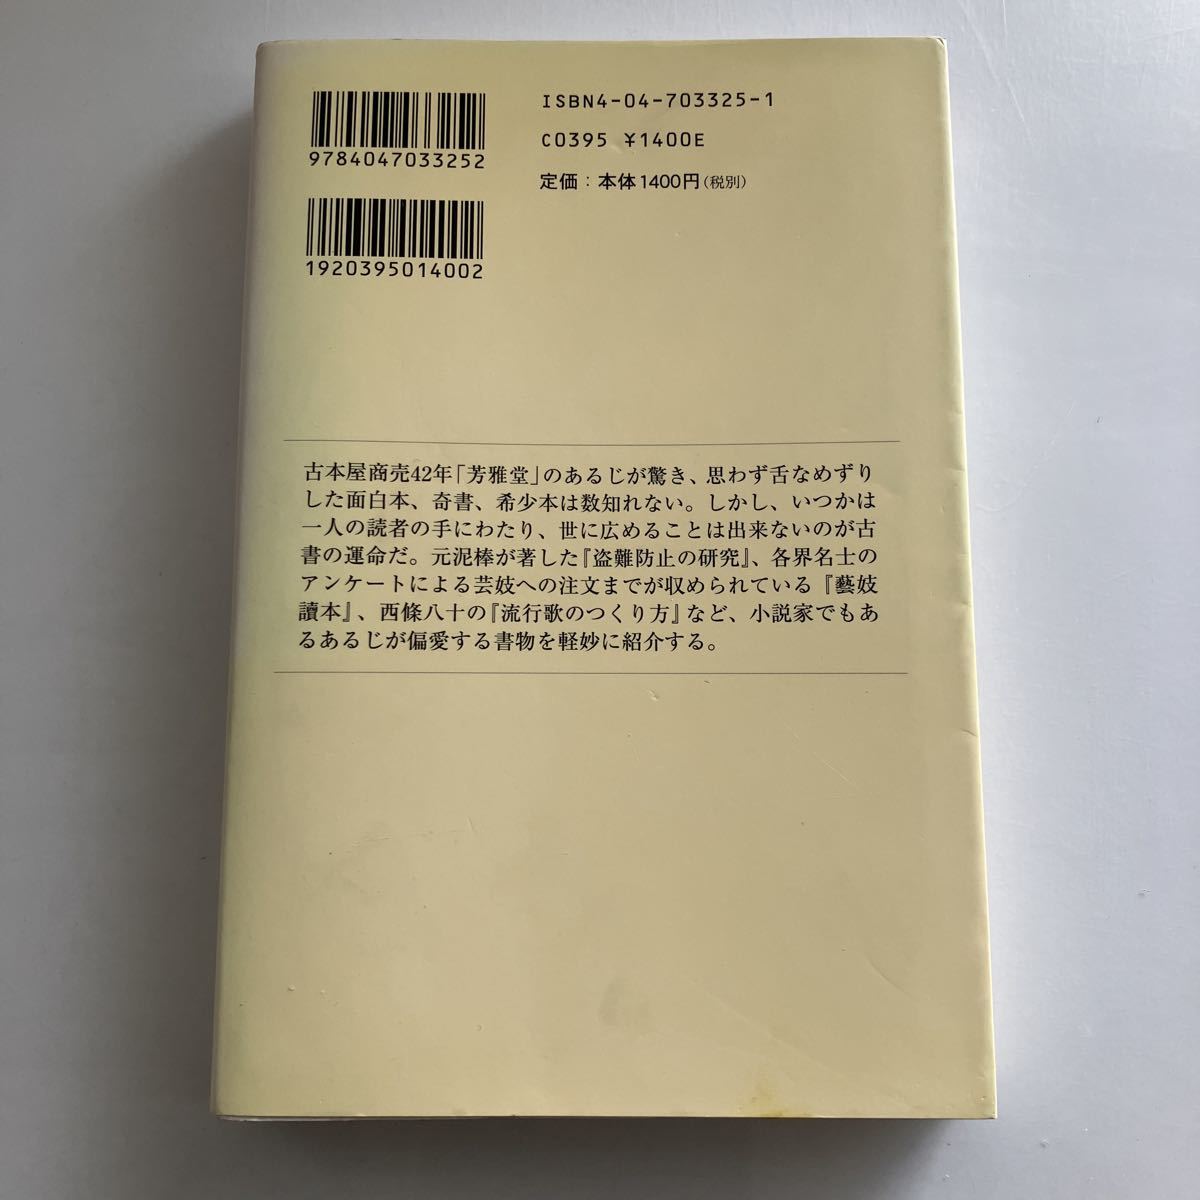 ISBN4-04-703325-1
C0395 ¥1400E
定価：本体1400円（税別）
9784047033252
1920395014002
古本屋商売42年「芳雅堂」のあるじが驚き、思わず舌なめずり
した面白本、奇書、希少本は数知れない。しかし、いつかは
一人の読者の手にわたり、世に広めることは出来ないのが古
書の運命だ。元泥棒が著した『盗難防止の研究』、各界名士の
アンケートによる芸妓への注文までが収められている『藝妓
讀本』、西條八十の『流行歌のつくり方』など、小説家でもあ
るあるじが偏愛する書物を軽妙に紹介する。